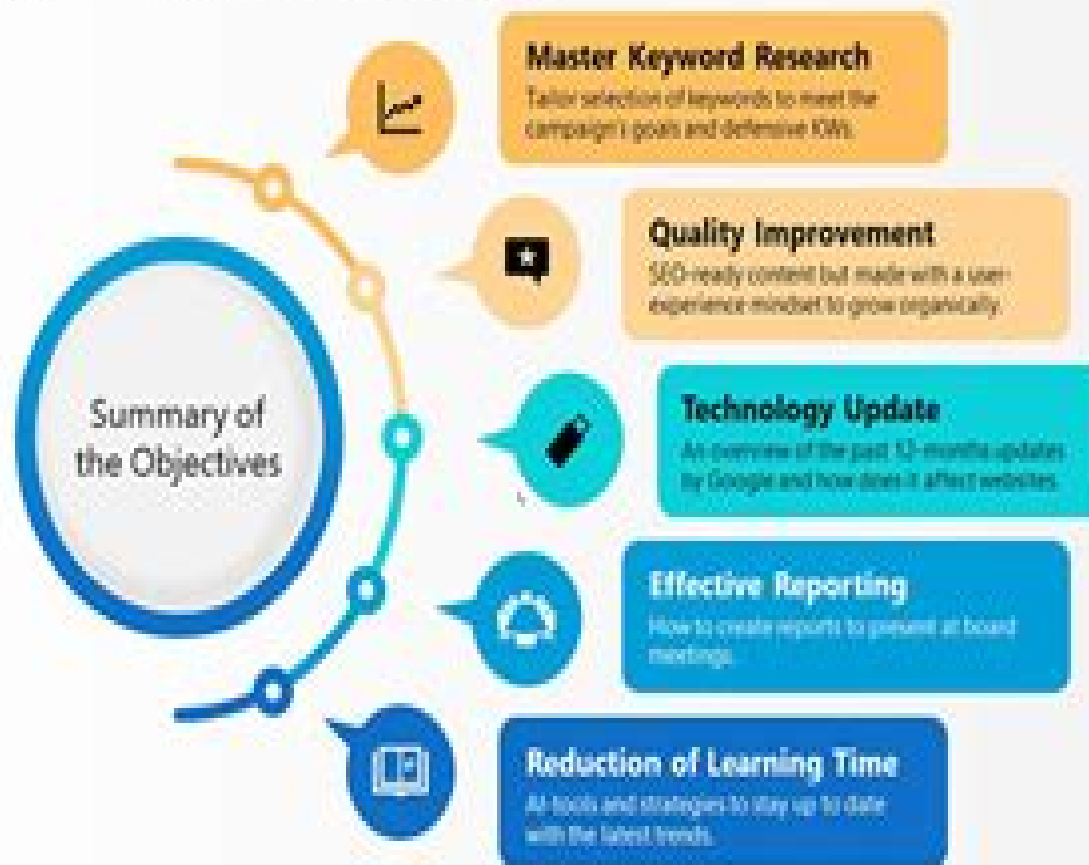 Summary of
the Objectives
Master Keyword Research
Tailor selection of keywords to meet the
campaign's goals and defensive KWs.
Quality Improvement
SEO-ready content but made with a user-
experience mindset to grow organically.
Technology Update
An overview of the past 12-months updates
by Google and how does it affect websites.
Effective Reporting
How to create reports to present at board
meetings.
Reduction of Learning Time
AI-tools and strategies to stay up to date
with the latest trends.